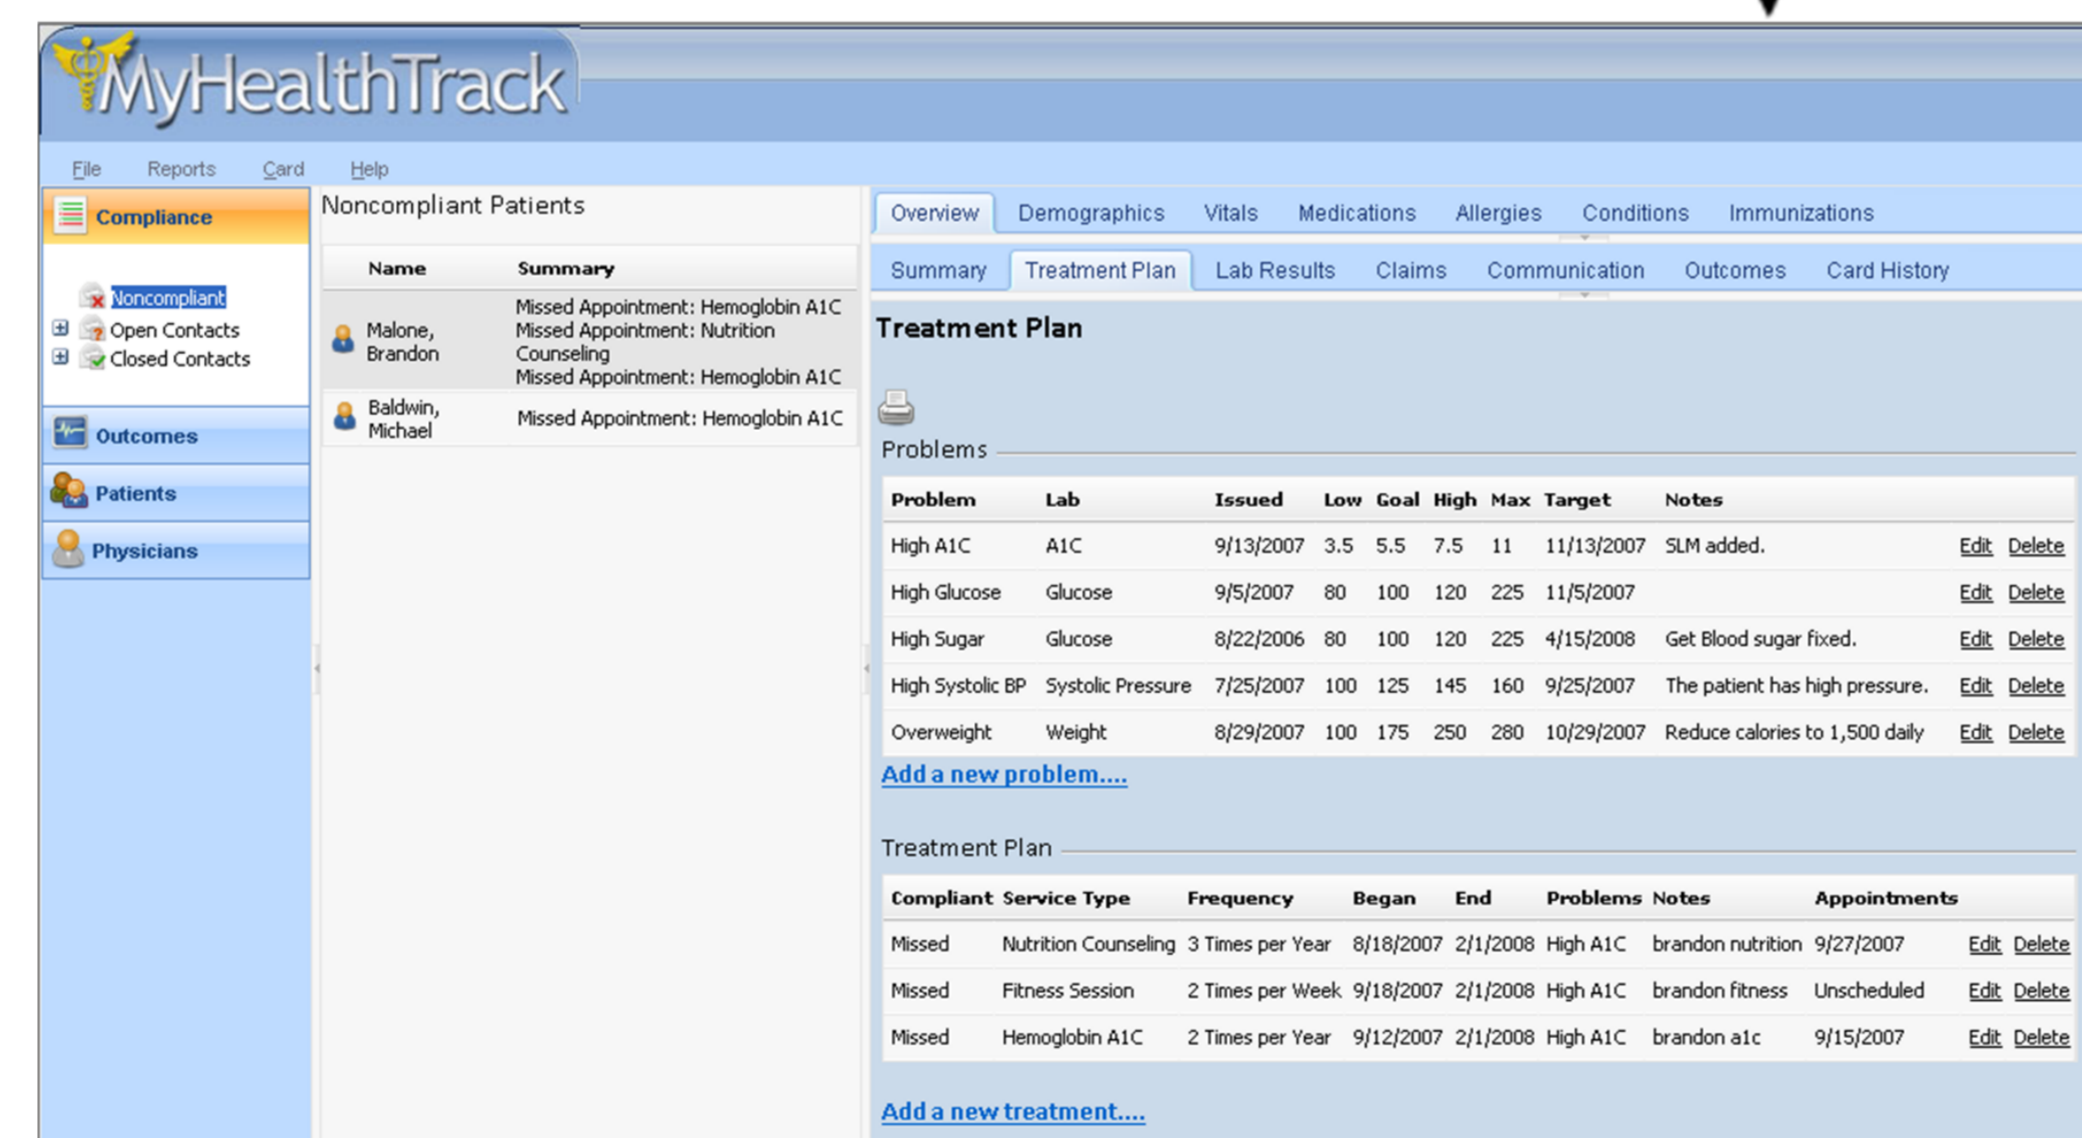 MyHealthTrack
File Reports Card Help
Compliance
Noncompliant
Open Contacts
Closed Contacts
Outcomes
Patients
Physicians
Noncompliant Patients
Name Summary
Malone, Brandon
Missed Appointment: Hemoglobin A1C
Missed Appointment: Nutrition
Counseling
Missed Appointment: Hemoglobin A1C
Baldwin, Michael
Missed Appointment: Hemoglobin A1C
Overview Demographics Vitals Medications Allergies Conditions Immunizations
Summary Treatment Plan Lab Results Claims Communication Outcomes Card History
Treatment Plan
Problems
Problem Lab Issued Low Goal High Max Target Notes
High A1C A1C 9/13/2007 3.5 5.5 7.5 11 11/13/2007 SLM added. Edit Delete
High Glucose Glucose 9/5/2007 80 100 120 225 11/5/2007 Edit Delete
High Sugar Glucose 8/22/2006 80 100 120 225 4/15/2008 Get Blood sugar fixed. Edit Delete
High Systolic BP Systolic Pressure 7/25/2007 100 125 145 160 9/25/2007 The patient has high pressure. Edit Delete
Overweight Weight 8/29/2007 100 175 250 280 10/29/2007 Reduce calories to 1,500 daily Edit Delete
Add a new problem....
Treatment Plan
Compliant Service Type Frequency Began End Problems Notes Appointments
Missed Nutrition Counseling 3 Times per Year 8/18/2007 2/1/2008 High A1C brandon nutrition 9/27/2007 Edit Delete
Missed Fitness Session 2 Times per Week 9/18/2007 2/1/2008 High A1C brandon fitness Unscheduled Edit Delete
Missed Hemoglobin A1C 2 Times per Year 9/12/2007 2/1/2008 High A1C brandon a1c 9/15/2007 Edit Delete
Add a new treatment....